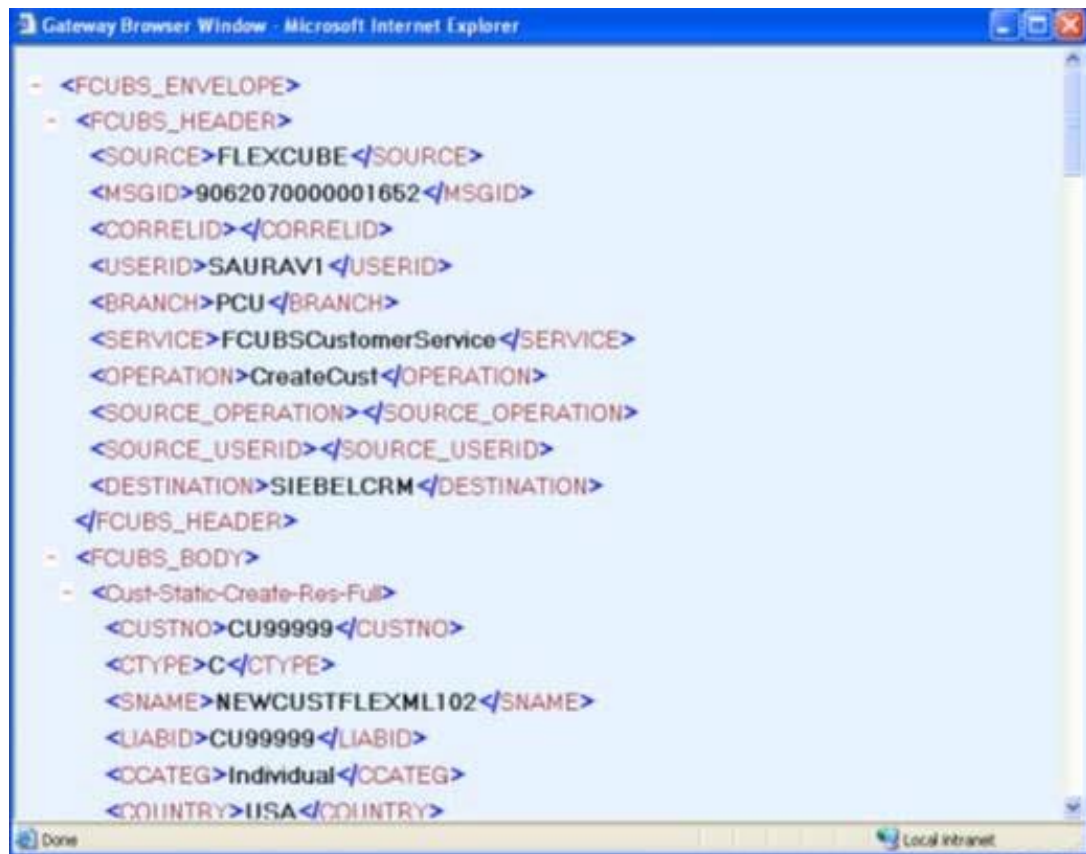 Gateway Browser Window - Microsoft Internet Explorer
- <FCUBS_ENVELOPE>
- <FCUBS_HEADER>
<SOURCE>FLEXCUBE</SOURCE>
<MSGID>9062070000001652</MSGID>
<CORRELID></CORRELID>
<USERID>SAURAV1</USERID>
<BRANCH>PCU</BRANCH>
<SERVICE>FCUBSCustomerService</SERVICE>
<OPERATION>CreateCust</OPERATION>
<SOURCE_OPERATION></SOURCE_OPERATION>
<SOURCE_USERID></SOURCE_USERID>
<DESTINATION>SIEBELCRM</DESTINATION>
</FCUBS_HEADER>
- <FCUBS_BODY>
- <Cust-Static-Create-Res-Full>
<CUSTNO>CU99999</CUSTNO>
<CTYPE>C</CTYPE>
<SNAME>NEWCUSTFLEXML102</SNAME>
<LIABID>CU99999</LIABID>
<CCATEG>Individual</CCATEG>
<COUNTRY>USA</COUNTRY>
Done Local intranet